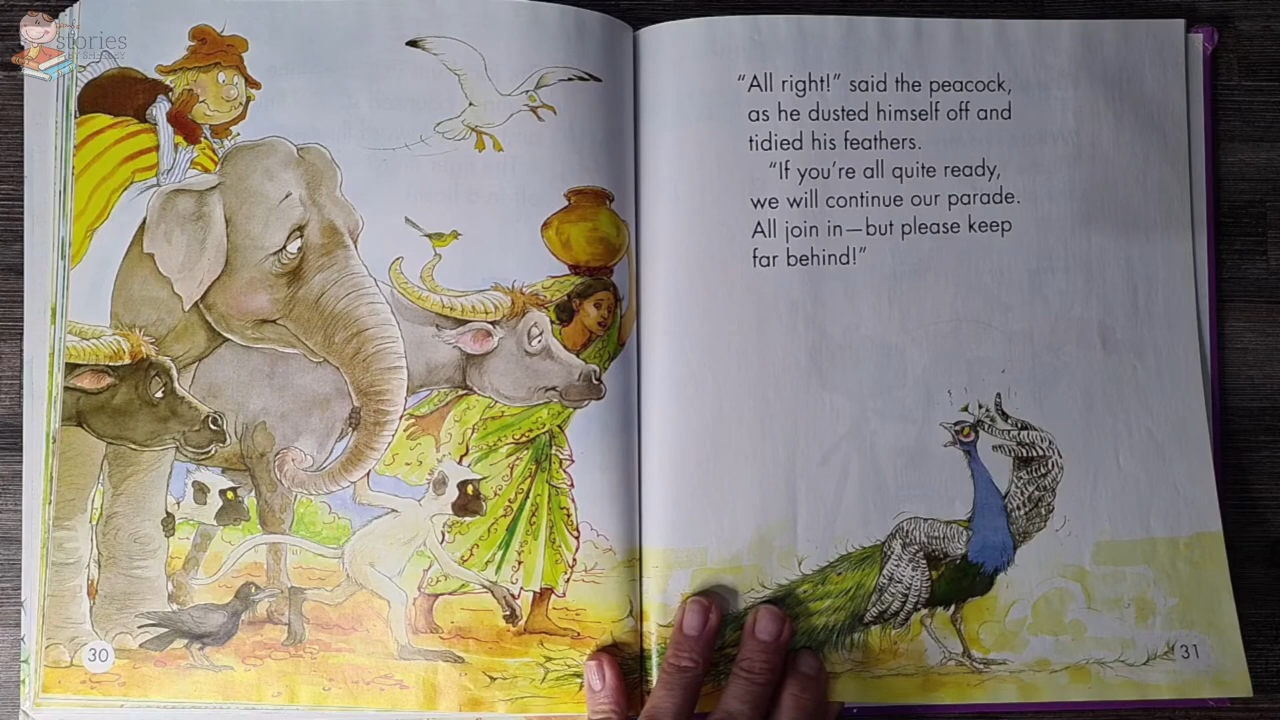 stories
"All right!" said the peacock,
as he dusted himself off and
tidied his feathers.
"If you're all quite ready,
we will continue our parade.
All join in—but please keep
far behind!"
30
31